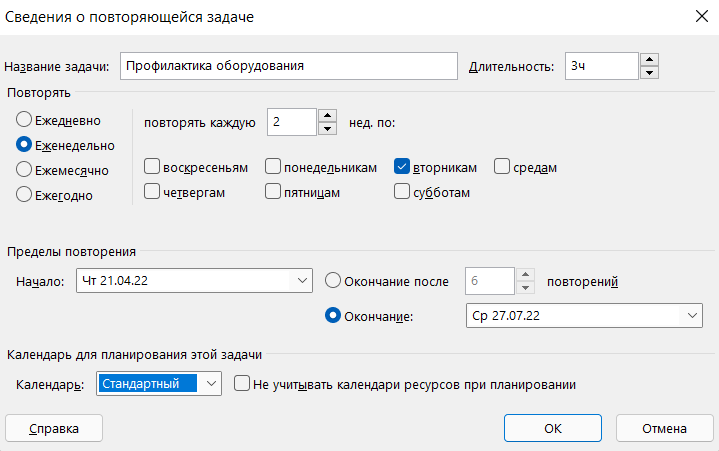 Сведения о повторяющейся задаче
Название задачи: Профилактика оборудования Длительность: 3ч
Повторять
Ежедневно повторять каждую 2 нед. по:
Еженедельно
Ежемесячно воскресеньям понедельникам вторникам средам
Ежегодно четвергам пятницам субботам
Пределы повторения
Начало: Чт 21.04.22 Окончание после 6 повторений
Окончание: Ср 27.07.22
Календарь для планирования этой задачи
Календарь: Стандартный Не учитывать календари ресурсов при планировании
Справка ОК Отмена